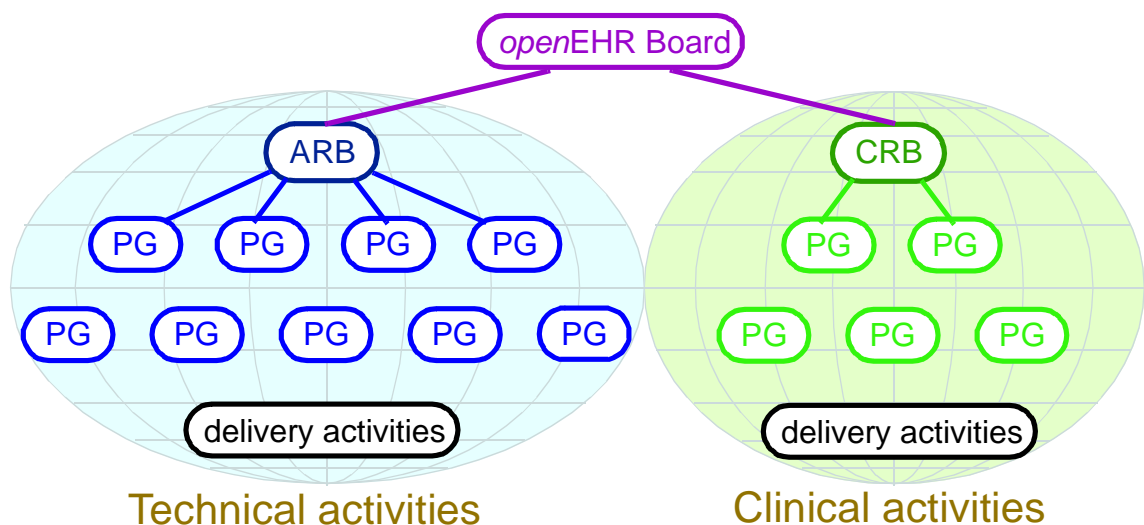 openEHR Board
ARB
CRB
PG PG PG PG
PG PG
PG PG PG PG PG
PG PG PG
delivery activities
delivery activities
Technical activities
Clinical activities